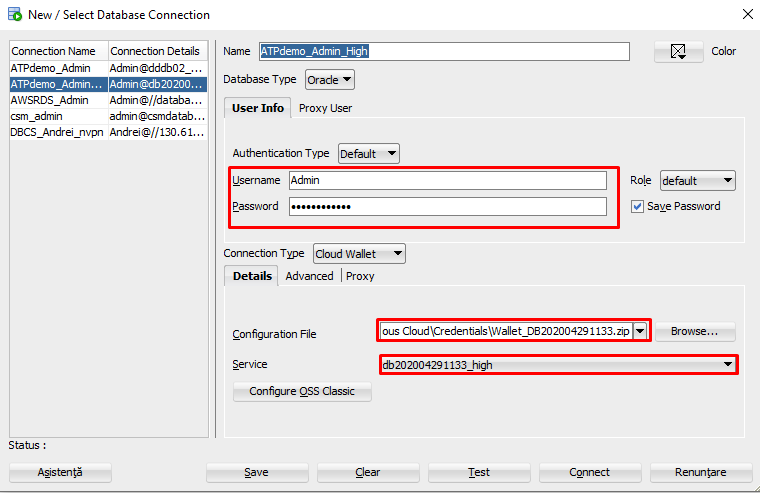 New / Select Database Connection
Connection Name Connection Details
ATPdemo_Admin Admin@dddb02_...
ATPdemo_Admin... Admin@db20200...
AWSRDS_Admin Admin@//databa...
csm_admin admin@csmdatab...
DBCS_Andrei_nvpn Andrei@//130.61...
Name ATPdemo_Admin_High Color
Database Type Oracle
User Info Proxy User
Authentication Type Default
Username Admin Role default
Password •••••••••••• Save Password
Connection Type Cloud Wallet
Details Advanced Proxy
Configuration File ous Cloud\Credentials\Wallet_DB202004291133.zip Browse...
Service db202004291133_high
Configure OSS Classic
Status :
Asistență Save Clear Test Connect Renunțare